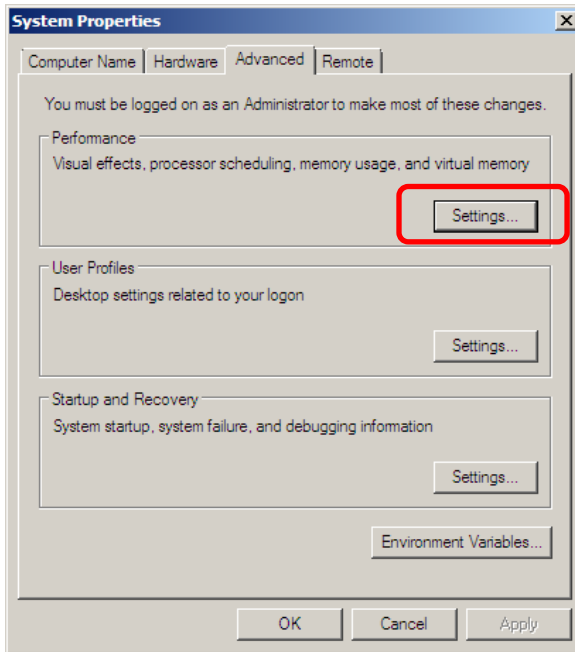 System Properties
Computer Name
Hardware
Advanced
Remote
You must be logged on as an Administrator to make most of these changes.
Performance
Visual effects, processor scheduling, memory usage, and virtual memory
Settings...
User Profiles
Desktop settings related to your logon
Settings...
Startup and Recovery
System startup, system failure, and debugging information
Settings...
Environment Variables...
OK
Cancel
Apply